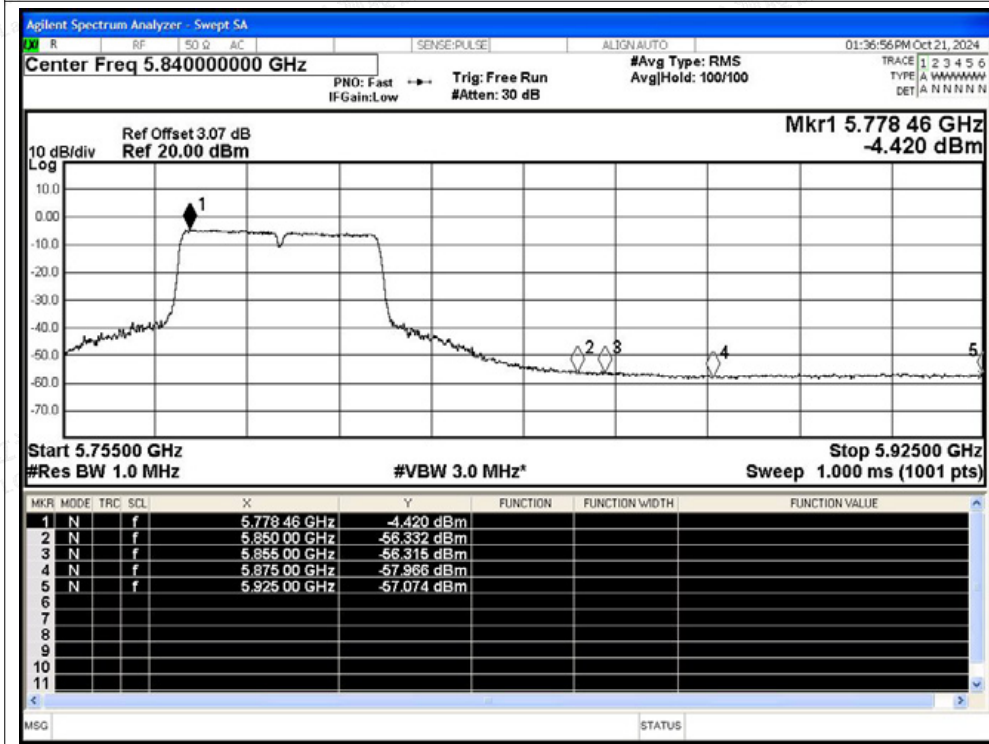 Agilent Spectrum Analyzer - Swept SA
R RF 50 Ω AC SENSE:PULSE ALIGN AUTO 01:36:56 PM Oct 21, 2024
Center Freq 5.840000000 GHz #Avg Type: RMS TRACE 1 2 3 4 5 6
PNO: Fast Trig: Free Run Avg|Hold: 100/100 TYPE A WWWWW
IFGain:Low #Atten: 30 dB DET A N N N N N
Mkr1 5.778 46 GHz
Ref Offset 3.07 dB
10 dB/div Ref 20.00 dBm -4.420 dBm
Log
10.0
1
0.00
-10.0
-20.0
-30.0
-40.0
2 3 4 5
-50.0
-60.0
-70.0
Start 5.75500 GHz Stop 5.92500 GHz
#Res BW 1.0 MHz #VBW 3.0 MHz* Sweep 1.000 ms (1001 pts)
MKR MODE TRC SCL X Y FUNCTION FUNCTION WIDTH FUNCTION VALUE
1 N f 5.778 46 GHz -4.420 dBm
2 N f 5.850 00 GHz -56.332 dBm
3 N f 5.855 00 GHz -56.315 dBm
4 N f 5.875 00 GHz -57.966 dBm
5 N f 5.925 00 GHz -57.074 dBm
6
7
8
9
10
11
MSG STATUS